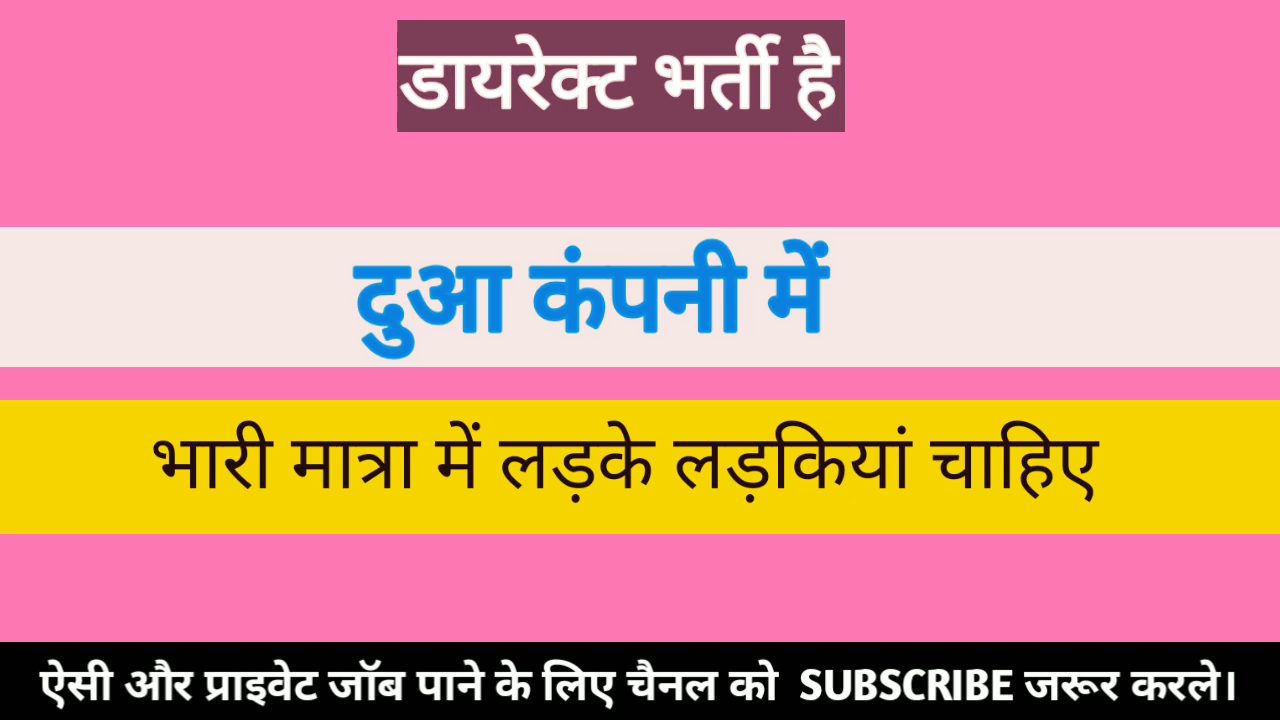 डायरेक्ट भर्ती है
दुआ कंपनी में
भारी मात्रा में लड़के लड़कियां चाहिए
ऐसी और प्राइवेट जॉब पाने के लिए चैनल को SUBSCRIBE जरूर करले।